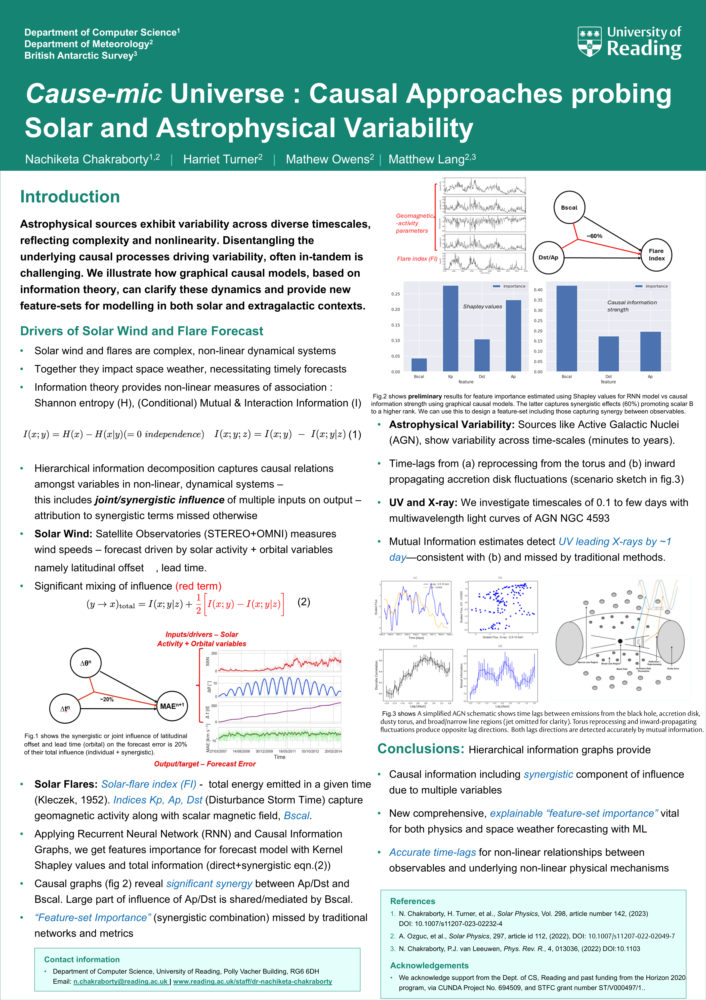 Department of Computer Science1
Department of Meteorology2
British Antarctic Survey3
University of
Reading
Cause-mic Universe : Causal Approaches probing
Solar and Astrophysical Variability
Nachiketa Chakraborty1,2 | Harriet Turner2 | Mathew Owens2 | Matthew Lang2,3
Introduction
Astrophysical sources exhibit variability across diverse timescales,
reflecting complexity and nonlinearity. Disentangling the
underlying causal processes driving variability, often in-tandem is
challenging. We illustrate how graphical causal models, based on
information theory, can clarify these dynamics and provide new
feature-sets for modelling in both solar and extragalactic contexts.
Drivers of Solar Wind and Flare Forecast
• Solar wind and flares are complex, non-linear dynamical systems
• Together they impact space weather, necessitating timely forecasts
• Information theory provides non-linear measures of association :
Shannon entropy (H), (Conditional) Mutual & Interaction Information (I)
I(x; y) = H(x) − H(x|y)(= 0 independence) I(x; y; z) = I(x; y) − I(x; y|z) (1)
• Hierarchical information decomposition captures causal relations
amongst variables in non-linear, dynamical systems –
this includes joint/synergistic influence of multiple inputs on output –
attribution to synergistic terms missed otherwise
• Solar Wind: Satellite Observatories (STEREO+OMNI) measures
wind speeds – forecast driven by solar activity + orbital variables
namely latitudinal offset , lead time.
• Significant mixing of influence (red term)
(y → x)total = I(x; y|z) + 1/2[I(x; y) − I(x; y|z)] (2)
Inputs/drivers – Solar
Activity + Orbital variables
Δθn
Δtn
~20%
MAEn+1
SSN
200
0
Δθ [°]
10
0
Δ t [d]
500
0
MAE [km s−1]
10^1
27/03/2007 14/08/2008 30/12/2009 18/05/2011 03/10/2012 20/02/2014
Time
Fig.1 shows the synergistic or joint influence of latitudinal
offset and lead time (orbital) on the forecast error is 20%
of their total influence (individual + synergistic).
Output/target – Forecast Error
• Solar Flares: Solar-flare index (FI) - total energy emitted in a given time
(Kleczek, 1952). Indices Kp, Ap, Dst (Disturbance Storm Time) capture
geomagnetic activity along with scalar magnetic field, Bscal.
• Applying Recurrent Neural Network (RNN) and Causal Information
Graphs, we get features importance for forecast model with Kernel
Shapley values and total information (direct+synergistic eqn.(2))
• Causal graphs (fig 2) reveal significant synergy between Ap/Dst and
Bscal. Large part of influence of Ap/Dst is shared/mediated by Bscal.
• “Feature-set Importance” (synergistic combination) missed by traditional
networks and metrics
Contact information
• Department of Computer Science, University of Reading, Polly Vacher Building, RG6 6DH
Email: n.chakraborty@reading.ac.uk | www.reading.ac.uk/staff/dr-nachiketa-chakraborty
Geomagnetic
-activity
parameters
Flare index (FI)
Time (Year)
Bscal
~60%
Dst/Ap
Flare
Index
importance
Shapley values
0.25
0.20
0.15
0.10
0.05
0.00
Bscal Kp Dst Ap
feature
importance
Causal information
strength
0.40
0.35
0.30
0.25
0.20
0.15
0.10
0.05
0.00
Bscal Dst Ap
feature
Fig.2 shows preliminary results for feature importance estimated using Shapley values for RNN model vs causal
information strength using graphical causal models. The latter captures synergistic effects (60%) promoting scalar B
to a higher rank. We can use this to design a feature-set including those capturing synergy between observables.
• Astrophysical Variability: Sources like Active Galactic Nuclei
(AGN), show variability across time-scales (minutes to years).
• Time-lags from (a) reprocessing from the torus and (b) inward
propagating accretion disk fluctuations (scenario sketch in fig.3)
• UV and X-ray: We investigate timescales of 0.1 to few days with
multiwavelength light curves of AGN NGC 4593
• Mutual Information estimates detect UV leading X-rays by ~1
day—consistent with (b) and missed by traditional methods.
(a)
X-ray : 0.5-10 keV
UV : UVW2
Scaled Flux
Time [days]
(b)
Scaled Flux, UV : UVW2
Scaled Flux, X-ray : 0.5-10 keV
(c)
Discrete Correlation
Lag [days]
(d)
Mutual Information
Lag [days]
Narrow Line Region
Broad Line Region
Black Hole
Accretion Disk
Fluctuation
Reflection /
Reprocessing
Dusty torus
Fig.3 shows A simplified AGN schematic shows time lags between emissions from the black hole, accretion disk,
dusty torus, and broad/narrow line regions (jet omitted for clarity). Torus reprocessing and inward-propagating
fluctuations produce opposite lag directions. Both lags directions are detected accurately by mutual information.
Conclusions: Hierarchical information graphs provide
• Causal information including synergistic component of influence
due to multiple variables
• New comprehensive, explainable “feature-set importance” vital
for both physics and space weather forecasting with ML
• Accurate time-lags for non-linear relationships between
observables and underlying non-linear physical mechanisms
References
1. N. Chakraborty, H. Turner, et al., Solar Physics, Vol. 298, article number 142, (2023)
DOI: 10.1007/s11207-023-02232-4
2. A. Ozguc, et al., Solar Physics, 297, article id 112, (2022), DOI: 10.1007/s11207-022-02049-7
3. N. Chakraborty, P.J. van Leeuwen, Phys. Rev. R., 4, 013036, (2022) DOI:10.1103
Acknowledgements
• We acknowledge support from the Dept. of CS, Reading and past funding from the Horizon 2020
program, via CUNDA Project No. 694509, and STFC grant number ST/V000497/1..